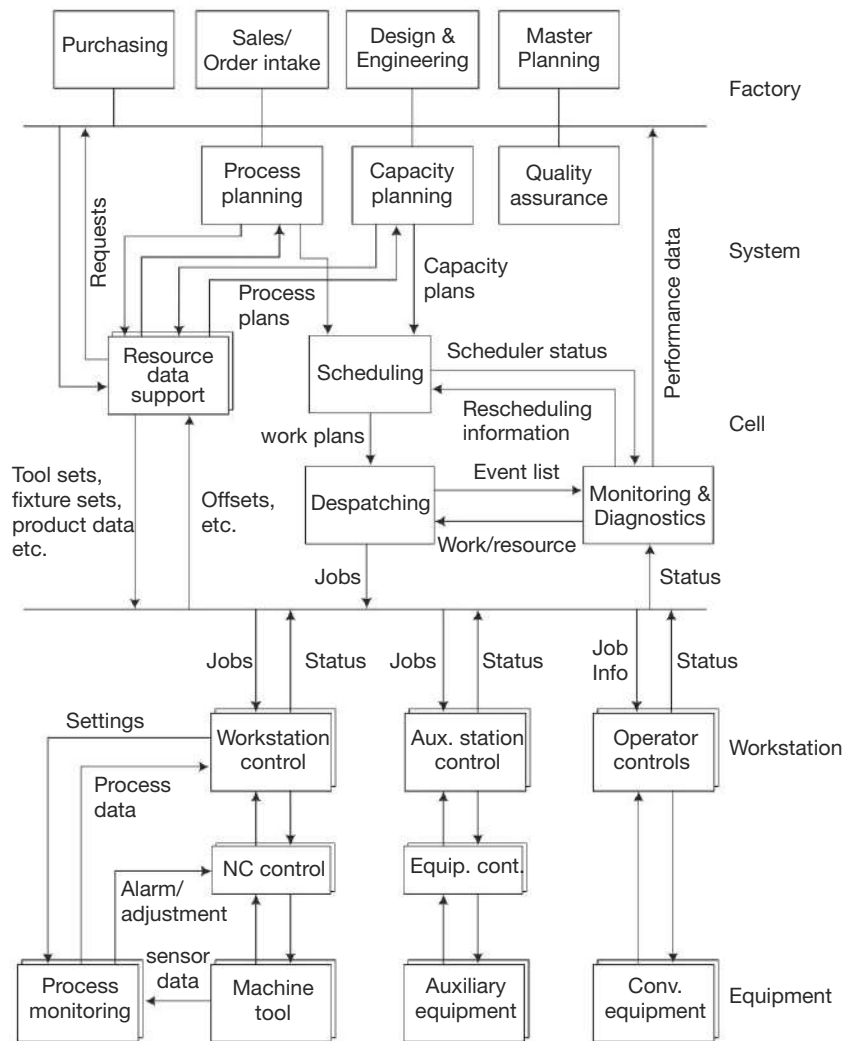 Purchasing
Sales/
Order intake
Design &
Engineering
Master
Planning
Factory
Process
planning
Capacity
planning
Quality
assurance
Requests
Process
plans
Capacity
plans
Performance data
System
Resource
data
support
Scheduling
Scheduler status
Rescheduling
information
Cell
work plans
Tool sets,
fixture sets,
product data
etc.
Offsets,
etc.
Despatching
Event list
Monitoring &
Diagnostics
Work/resource
Jobs
Status
Jobs
Status
Jobs
Status
Job
Info
Status
Settings
Workstation
control
Aux. station
control
Operator
controls
Workstation
Process
data
NC control
Equip. cont.
Alarm/
adjustment
sensor
data
Process
monitoring
Machine
tool
Auxiliary
equipment
Conv.
equipment
Equipment